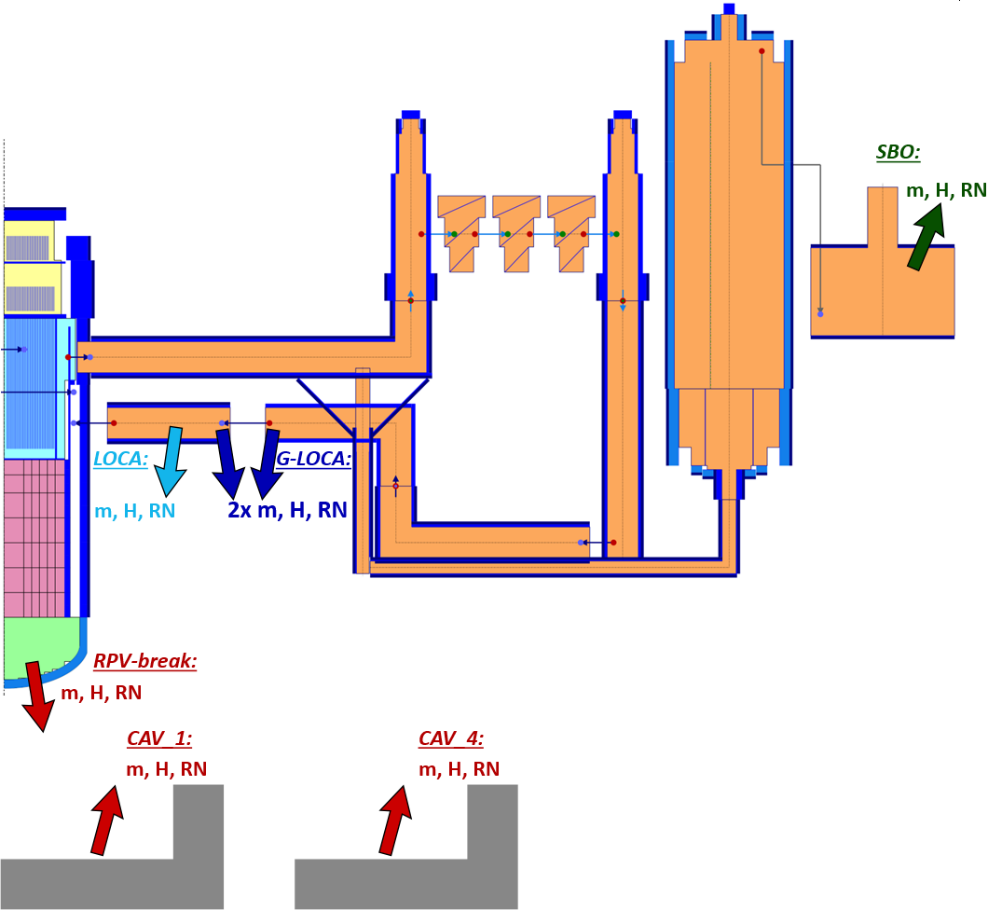 SBO:
m, H, RN
LOCA:
G-LOCA:
m, H, RN
2x m, H, RN
RPV-break:
m, H, RN
CAV_1:
m, H, RN
CAV_4:
m, H, RN